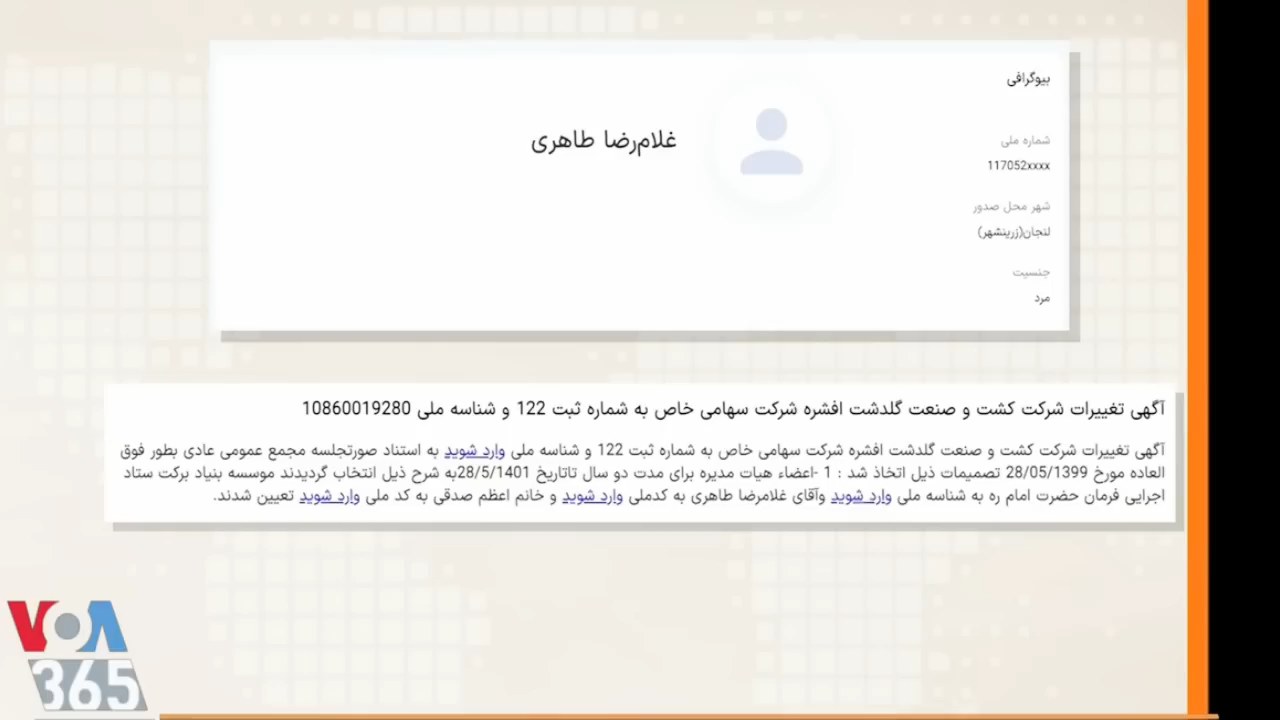 بیوگرافی
غلام‌رضا طاهری
شماره ملی
117052xxxx
شهر محل صدور
لنجان(زرینشهر)
جنسیت
مرد
آگهی تغییرات شرکت کشت و صنعت گلدشت افشره شرکت سهامی خاص به شماره ثبت 122 و شناسه ملی 10860019280
آگهی تغییرات شرکت کشت و صنعت گلدشت افشره شرکت سهامی خاص به شماره ثبت 122 و شناسه ملی وارد شوید به استناد صورتجلسه مجمع عمومی عادی بطور فوق
العاده مورخ 28/05/1399 تصمیمات ذیل اتخاذ شد : 1 -اعضاء هیات مدیره برای مدت دو سال تاتاریخ 28/5/1401به شرح ذیل انتخاب گردیدند موسسه بنیاد برکت ستاد
اجرایی فرمان حضرت امام ره به شناسه ملی وارد شوید وآقای غلامرضا طاهری به کدملی وارد شوید و خانم اعظم صدقی به کد ملی وارد شوید تعیین شدند.
VOA
365